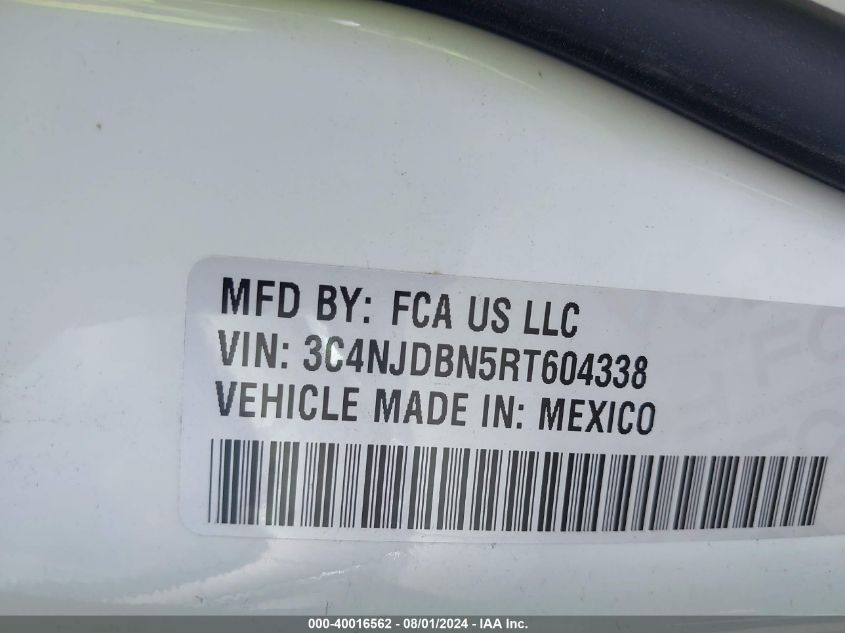 MFD BY: FCA US LLC
VIN: 3C4NJDBN5RT604338
VEHICLE MADE IN: MEXICO
000-40016562 - 08/01/2024 - IAA Inc.